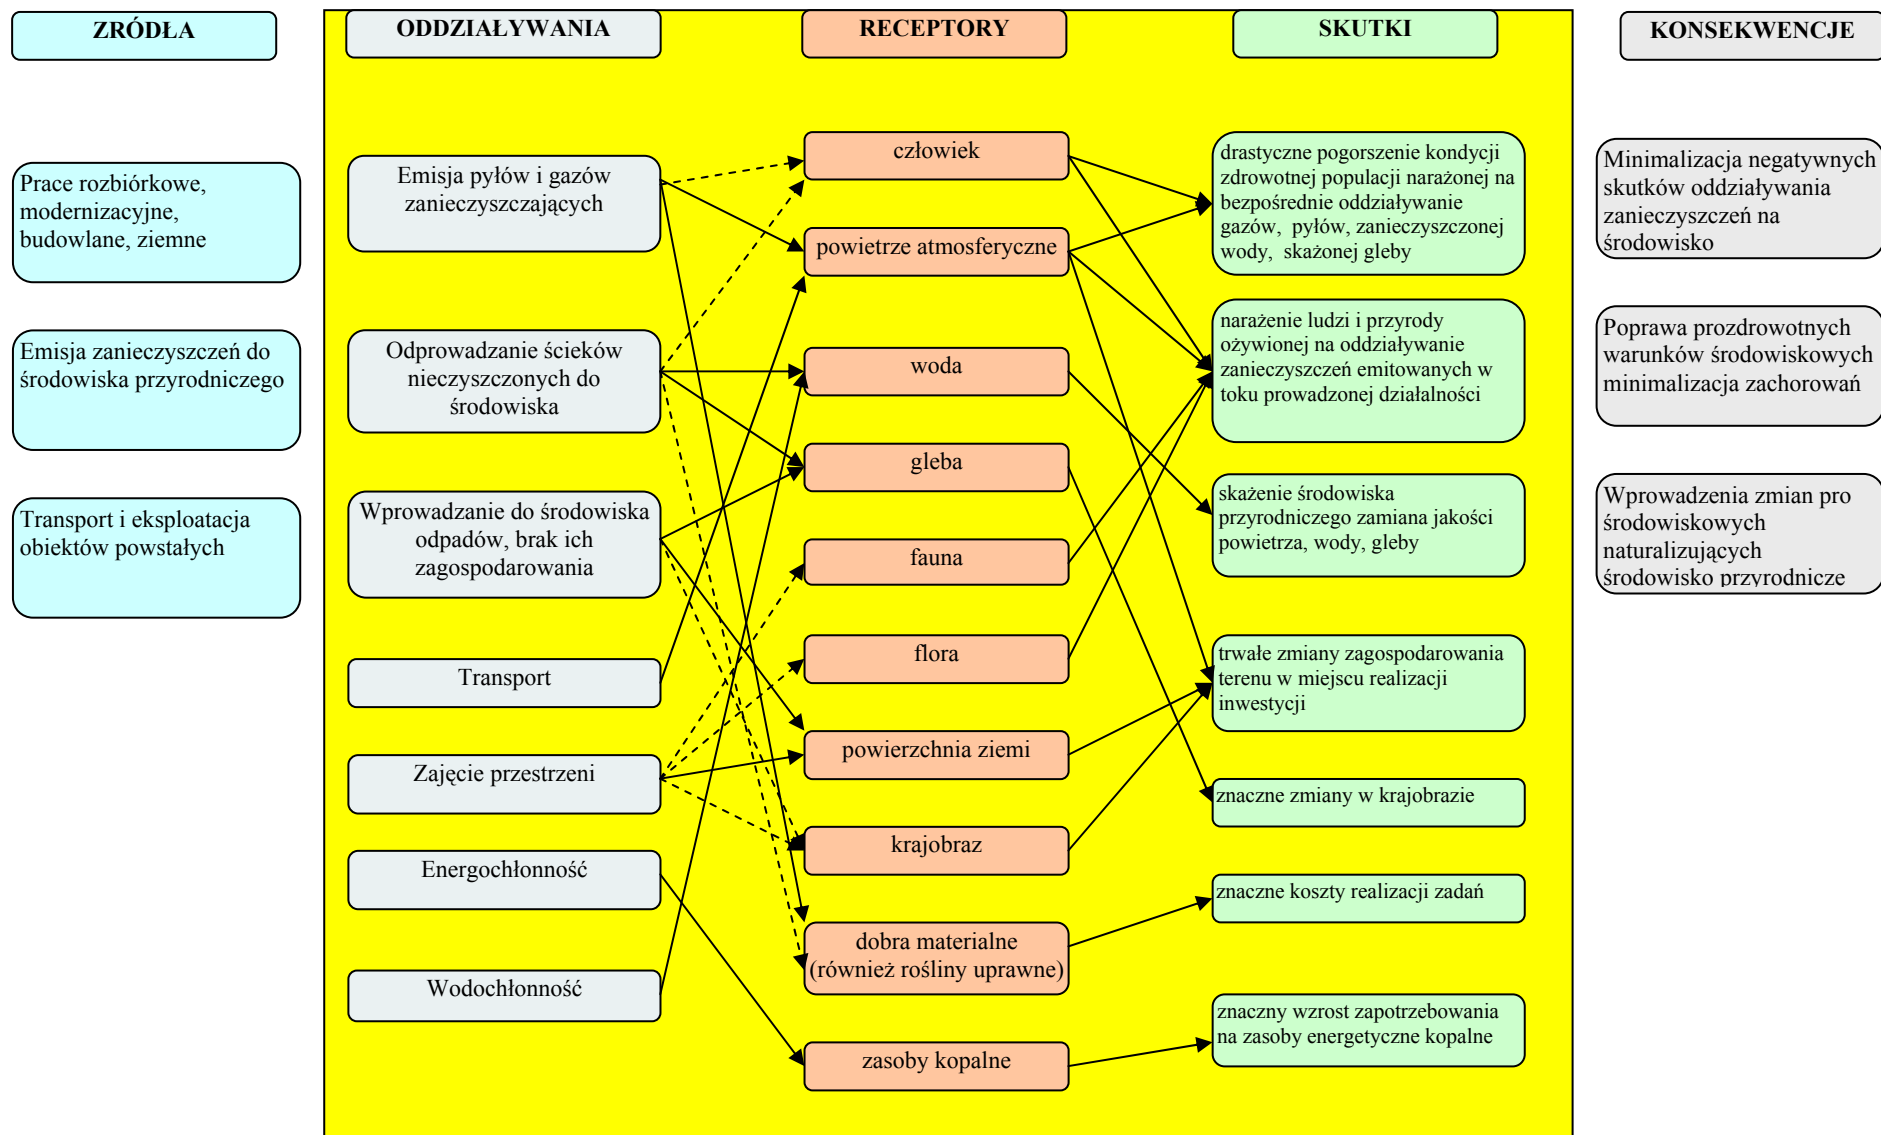 ZRÓDŁA
ODDZIAŁYWANIA
RECEPTORY
SKUTKI
KONSEKWENCJE
Prace rozbiórkowe,
modernizacyjne,
budowlane, ziemne
Emisja zanieczyszczeń do
środowiska przyrodniczego
Transport i eksploatacja
obiektów powstałych
Emisja pyłów i gazów
zanieczyszczających
Odprowadzanie ścieków
nieczyszczonych do
środowiska
Wprowadzanie do środowiska
odpadów, brak ich
zagospodarowania
Transport
Zajęcie przestrzeni
Energochłonność
Wodochłonność
człowiek
powietrze atmosferyczne
woda
gleba
fauna
flora
powierzchnia ziemi
krajobraz
dobra materialne
(również rośliny uprawne)
zasoby kopalne
drastyczne pogorszenie kondycji
zdrowotnej populacji narażonej na
bezpośrednie oddziaływanie
gazów, pyłów, zanieczyszczonej
wody, skażonej gleby
narażenie ludzi i przyrody
ożywionej na oddziaływanie
zanieczyszczeń emitowanych w
toku prowadzonej działalności
skażenie środowiska
przyrodniczego zamiana jakości
powietrza, wody, gleby
trwałe zmiany zagospodarowania
terenu w miejscu realizacji
inwestycji
znaczne zmiany w krajobrazie
znaczne koszty realizacji zadań
znaczny wzrost zapotrzebowania
na zasoby energetyczne kopalne
Minimalizacja negatywnych
skutków oddziaływania
zanieczyszczeń na
środowisko
Poprawa prozdrowotnych
warunków środowiskowych
minimalizacja zachorowań
Wprowadzenia zmian pro
środowiskowych
naturalizujących
środowisko przyrodnicze